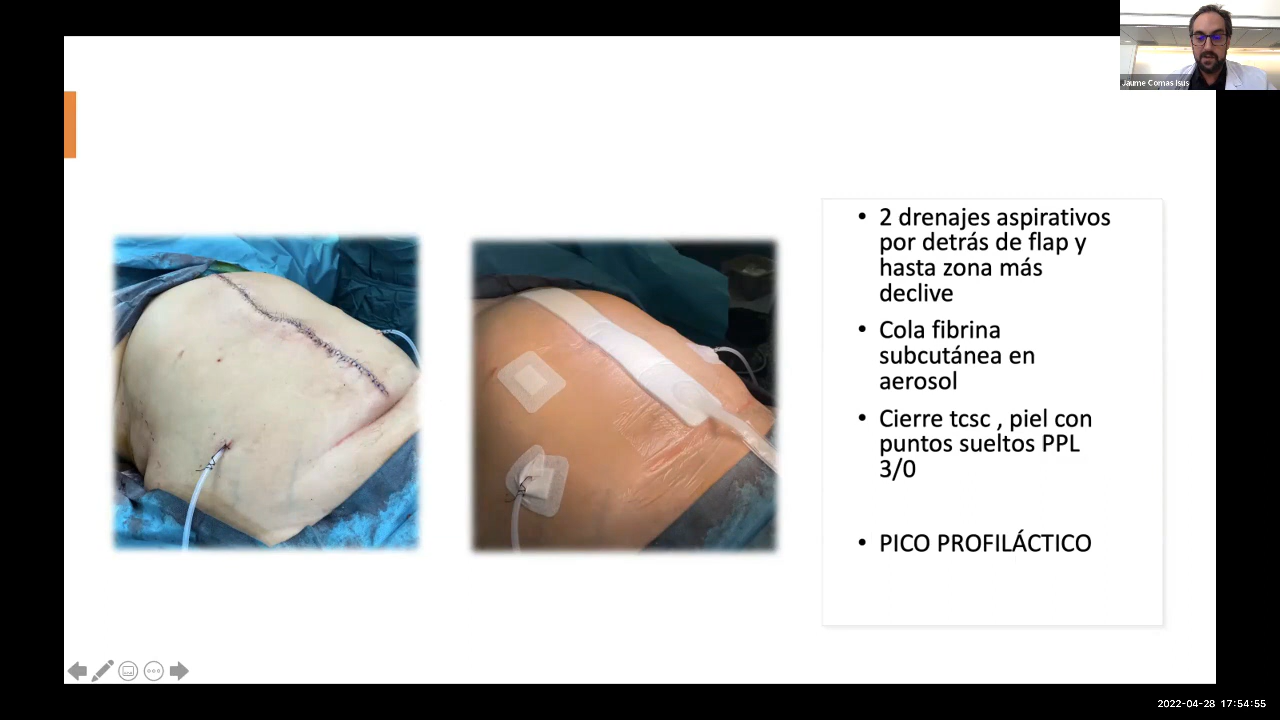 Jaume Comas Isus
• 2 drenajes aspirativos
por detrás de flap y
hasta zona más
declive
• Cola fibrina
subcutánea en
aerosol
• Cierre tcsc , piel con
puntos sueltos PPL
3/0
• PICO PROFILÁCTICO
2022-04-28 17:54:55